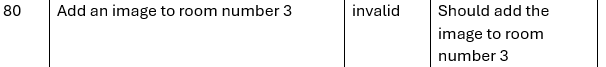 80 Add an image to room number 3 invalid Should add the
image to room
number 3